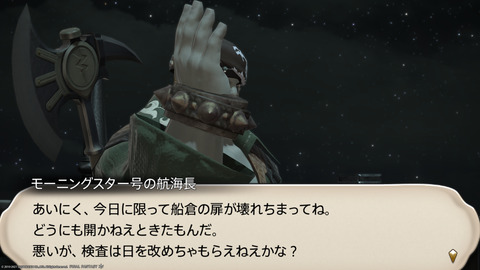 モーニングスター号の航海長
あいにく、今日に限って船倉の扉が壊れちまってね。
どうにも開かねえときたもんだ。
悪いが、検査は日を改めちゃもらえねえかな?
FINAL FANTASY XIV